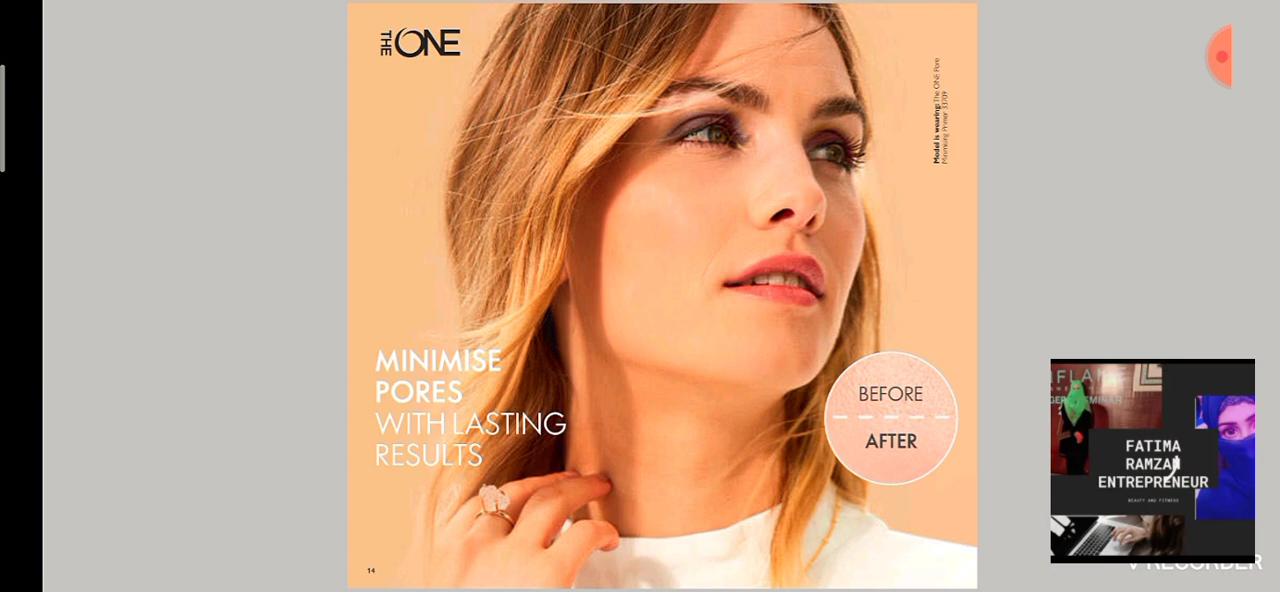 THE ONE
Model is wearing: The ONE Pore
Minimising Primer 33709
MINIMISE
PORES
WITH LASTING
RESULTS
BEFORE
AFTER
14
FATIMA
RAMZAN
ENTREPRENEUR
BEAUTY AND FITNESS
RECORDER